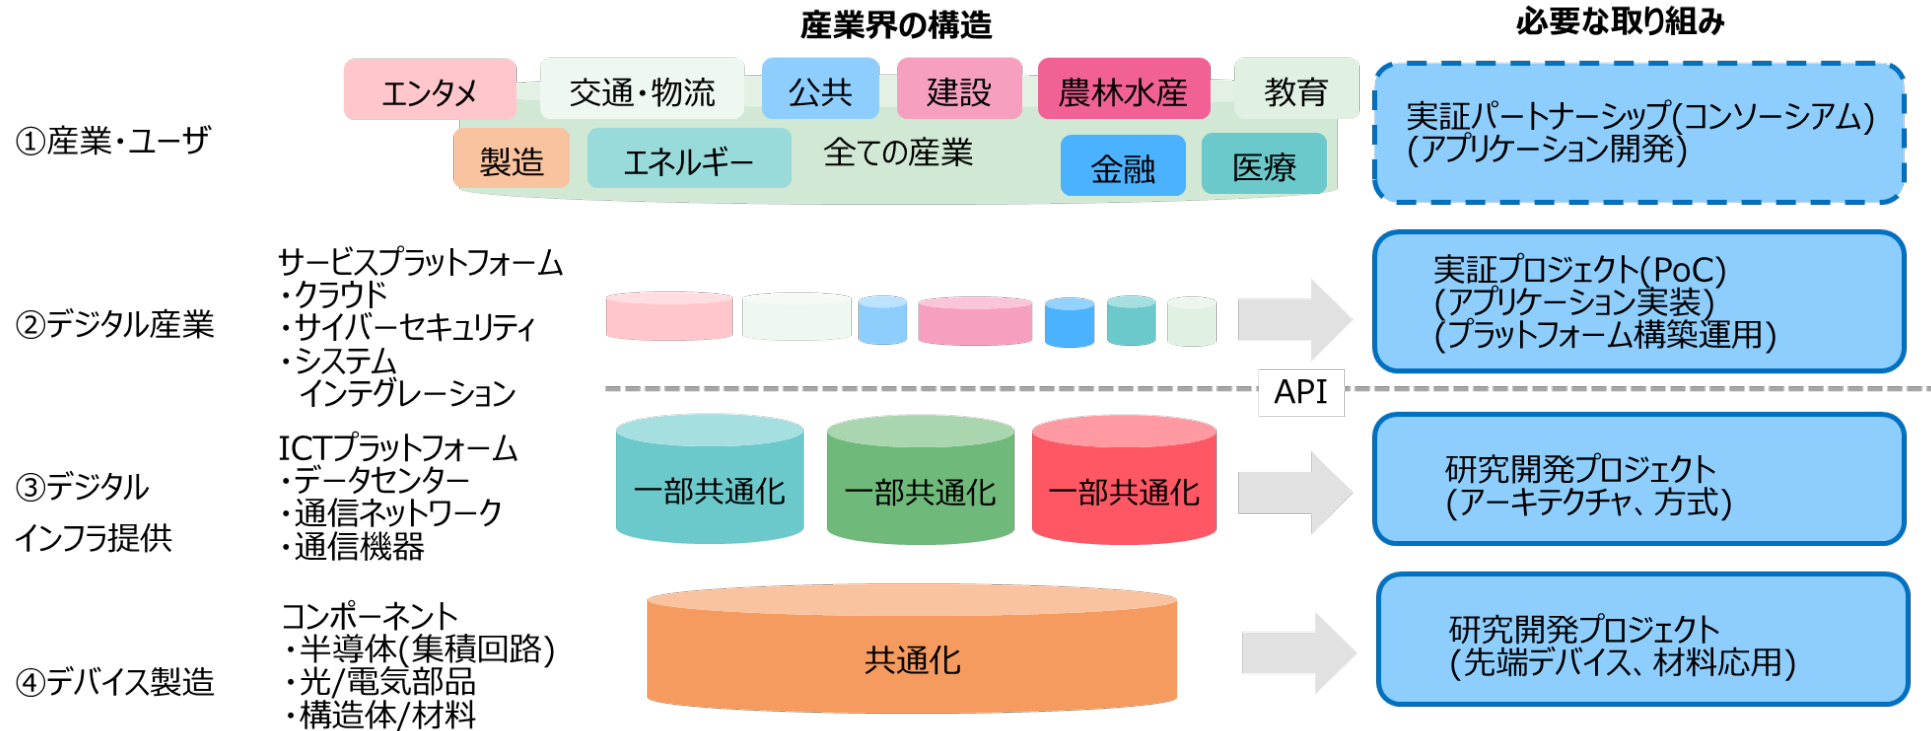 産業界の構造
必要な取り組み
①産業・ユーザ
エンタメ
交通・物流
公共
建設
農林水産
教育
製造
エネルギー
全ての産業
金融
医療
実証パートナーシップ(コンソーシアム)
(アプリケーション開発)
②デジタル産業
サービスプラットフォーム
・クラウド
・サイバーセキュリティ
・システム
インテグレーション
実証プロジェクト(PoC)
(アプリケーション実装)
(プラットフォーム構築運用)
API
③デジタル
インフラ提供
ICTプラットフォーム
・データセンター
・通信ネットワーク
・通信機器
一部共通化
一部共通化
一部共通化
研究開発プロジェクト
(アーキテクチャ、方式)
④デバイス製造
コンポーネント
・半導体(集積回路)
・光/電気部品
・構造体/材料
共通化
研究開発プロジェクト
(先端デバイス、材料応用)